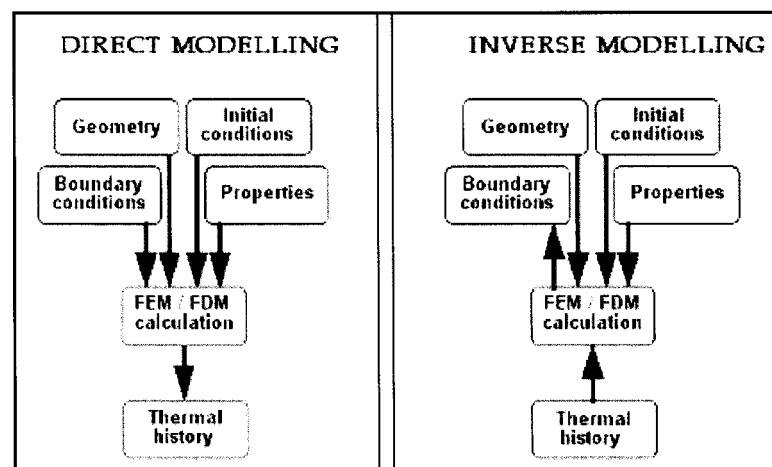 DIRECT MODELLING
Geometry
Initial
conditions
Boundary
conditions
Properties
FEM / FDM
calculation
Thermal
history
INVERSE MODELLING
Geometry
Initial
conditions
Boundary
conditions
Properties
FEM / FDM
calculation
Thermal
history